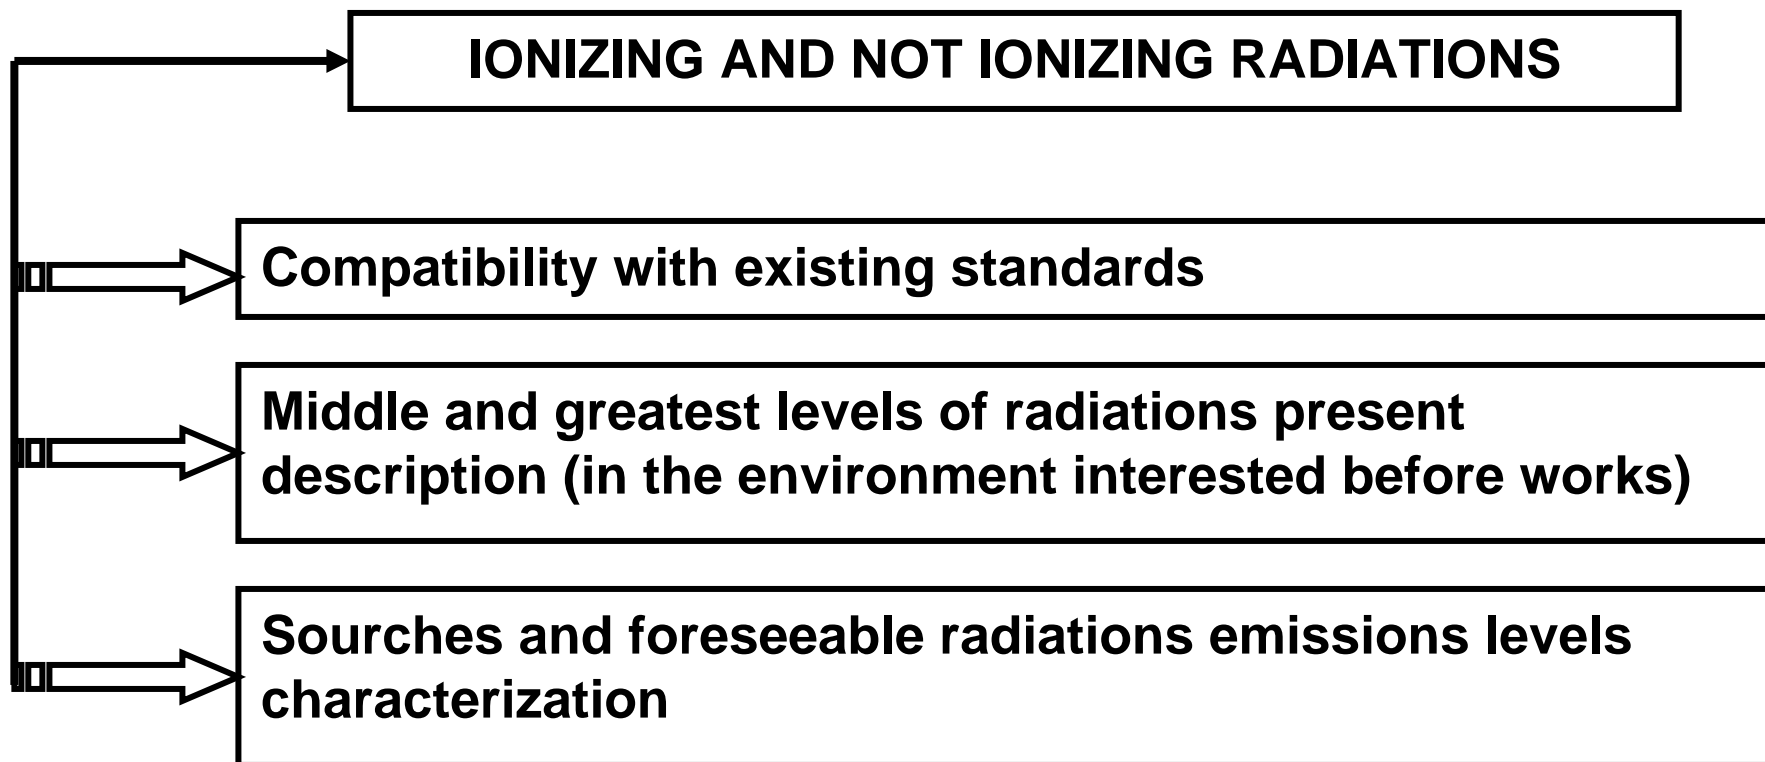 IONIZING AND NOT IONIZING RADIATIONS
Compatibility with existing standards
Middle and greatest levels of radiations present
description (in the environment interested before works)
Sourches and foreseeable radiations emissions levels
characterization